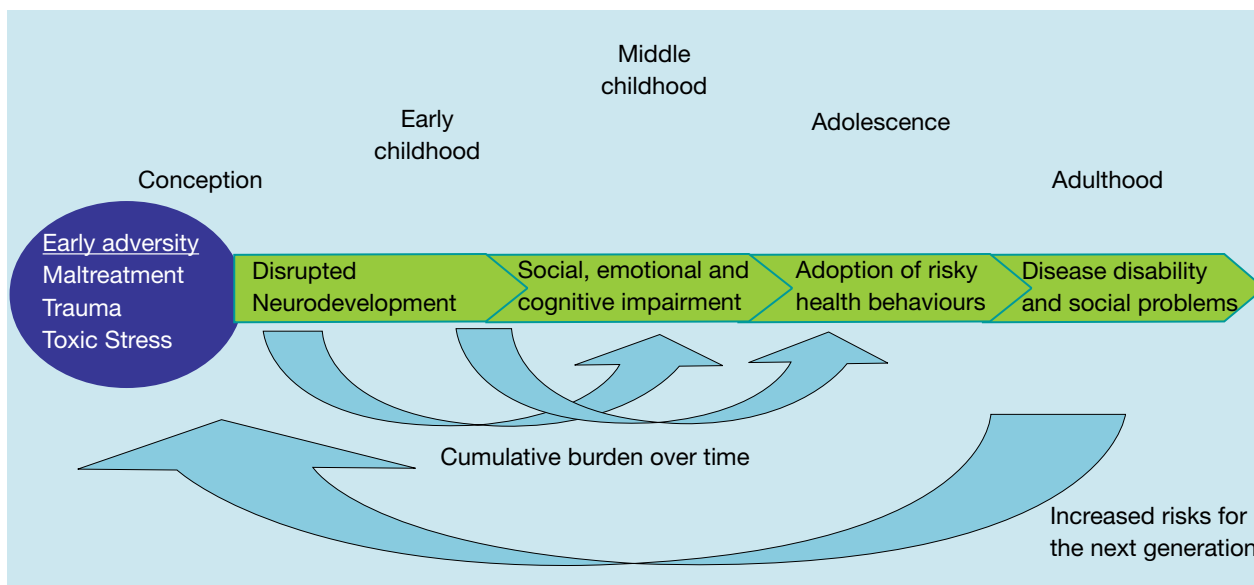 Middle
childhood
Early
childhood
Adolescence
Conception
Adulthood
Early adversity
Maltreatment
Trauma
Toxic Stress
Disrupted
Neurodevelopment
Social, emotional and
cognitive impairment
Adoption of risky
health behaviours
Disease disability
and social problems
Cumulative burden over time
Increased risks for
the next generation